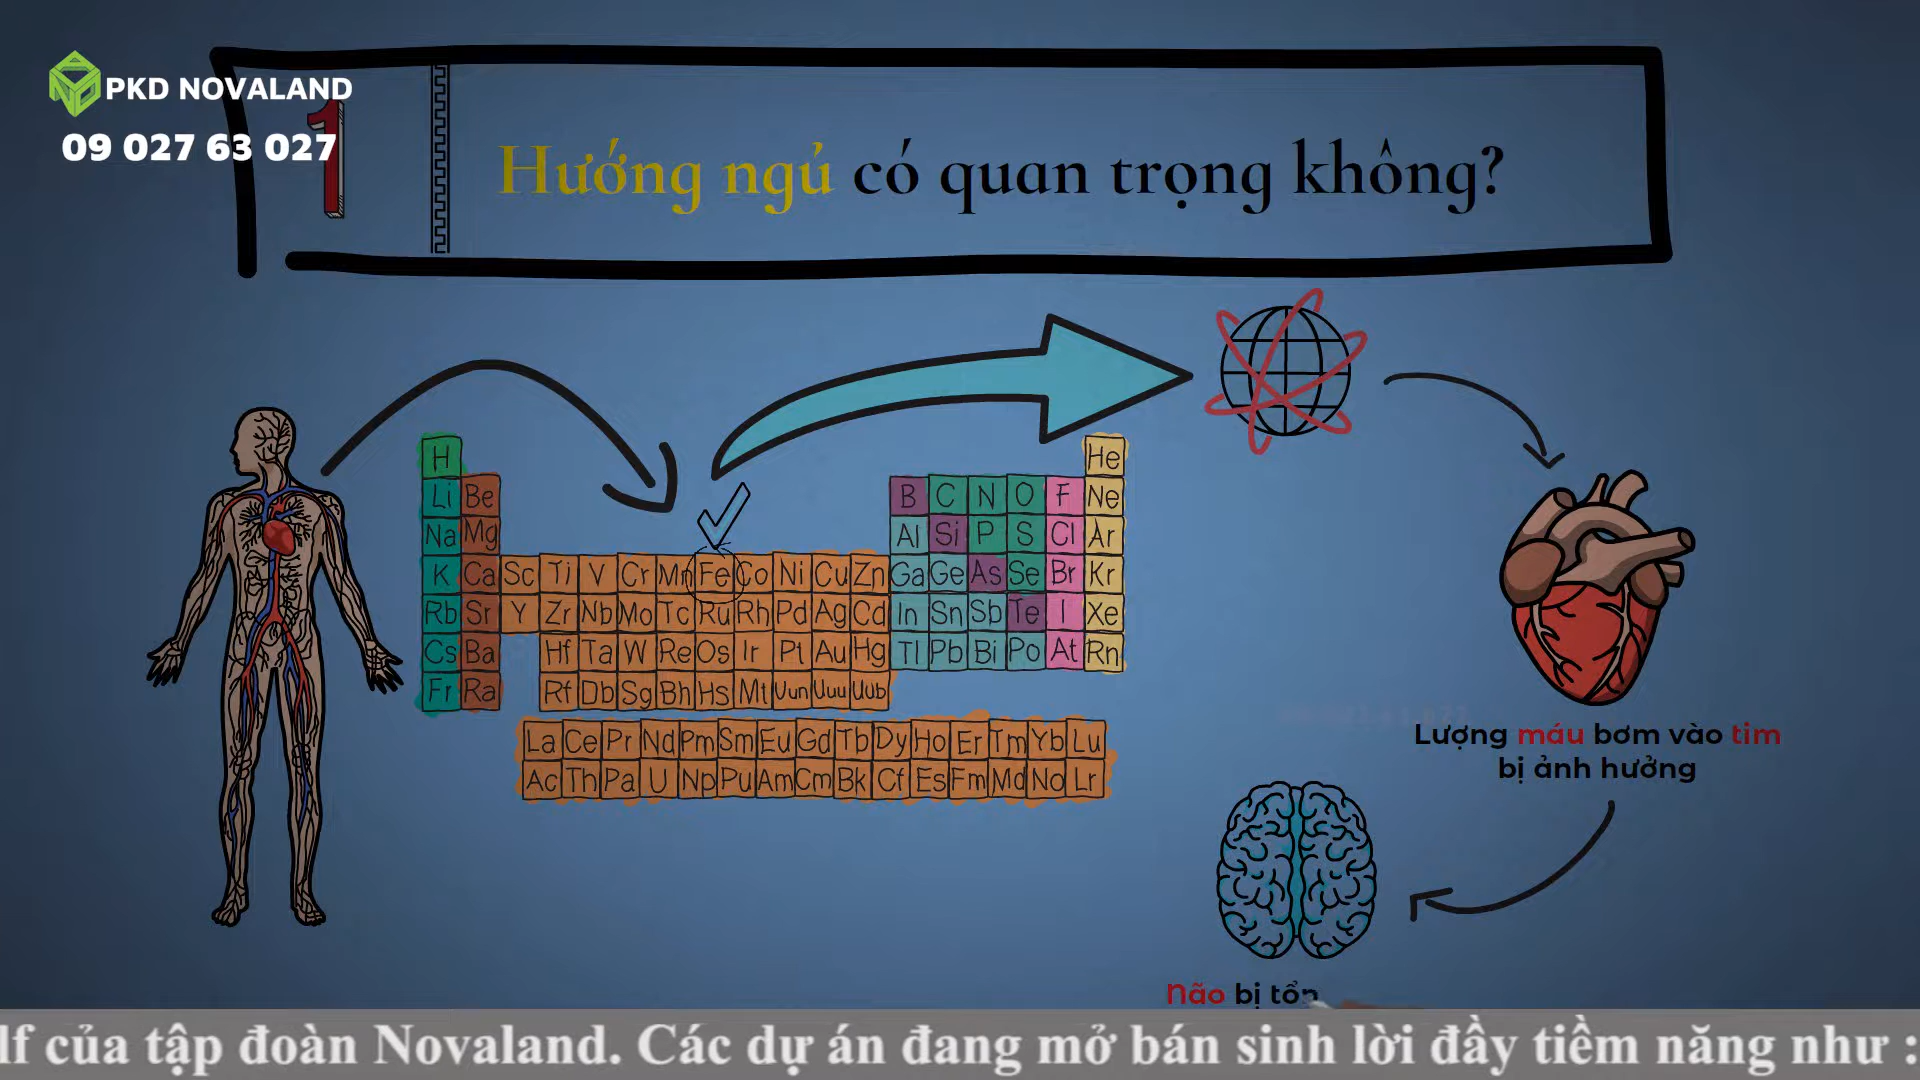 PKD NOVALAND
09 027 63 027
1
Hướng ngủ có quan trọng không?
H He
Li Be B C N O F Ne
Na Mg Al Si P S Cl Ar
K Ca Sc Ti V Cr Mn Fe Co Ni Cu Zn Ga Ge As Se Br Kr
Rb Sr Y Zr Nb Mo Tc Ru Rh Pd Ag Cd In Sn Sb Te I Xe
Cs Ba Hf Ta W Re Os Ir Pt Au Hg Tl Pb Bi Po At Rn
Fr Ra Rf Db Sg Bh Hs Mt Uun Uuu Uub
La Ce Pr Nd Pm Sm Eu Gd Tb Dy Ho Er Tm Yb Lu
Ac Th Pa U Np Pu Am Cm Bk Cf Es Fm Md No Lr
Lượng máu bơm vào tim
bị ảnh hưởng
Não bị tổn
lf của tập đoàn Novaland. Các dự án đang mở bán sinh lời đầy tiềm năng như :